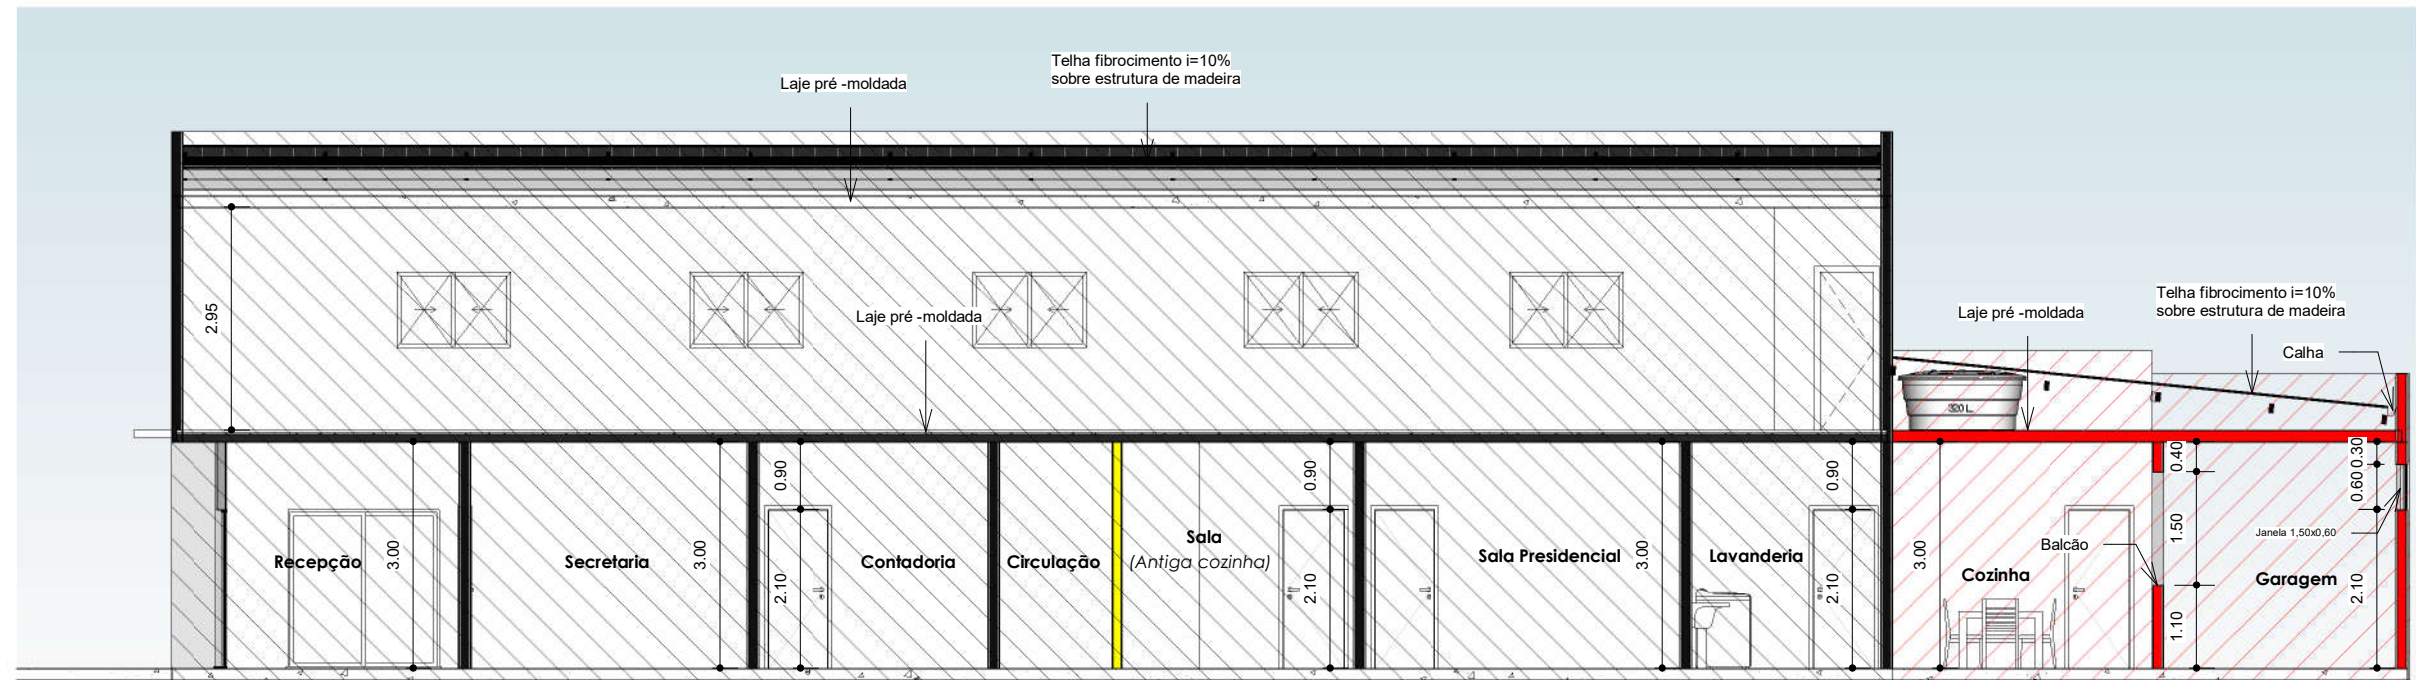 Telha fibrocimento i=10%
sobre estrutura de madeira
Laje pré -moldada
2.95
Laje pré -moldada
Telha fibrocimento i=10%
sobre estrutura de madeira
Laje pré -moldada
Calha
320 L
Recepção
3.00
Secretaria
3.00
0.90
2.10
Contadoria
Circulação
Sala
(Antiga cozinha)
0.90
2.10
Sala Presidencial
3.00
Lavanderia
0.90
2.10
3.00
Cozinha
Balcão
0.40
1.50
1.10
Janela 1,50x0,60
Garagem
0.30
0.60
2.10